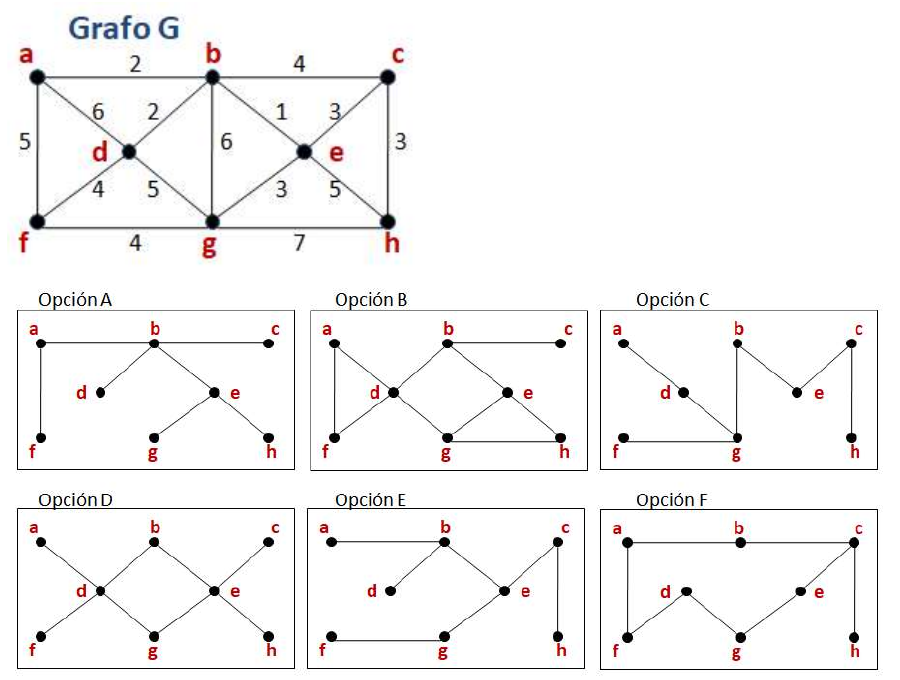 Grafo G
a b c
2 4
6 2 1 3
5 6 3
d e
4 5 3 5
f g h
4 7
Opción A Opción B Opción C
a b c a b c a b c
d e d e d e
f g h f g h f g h
Opción D Opción E Opción F
a b c a b c a b c
d e d e d e
f g h f g h f g h